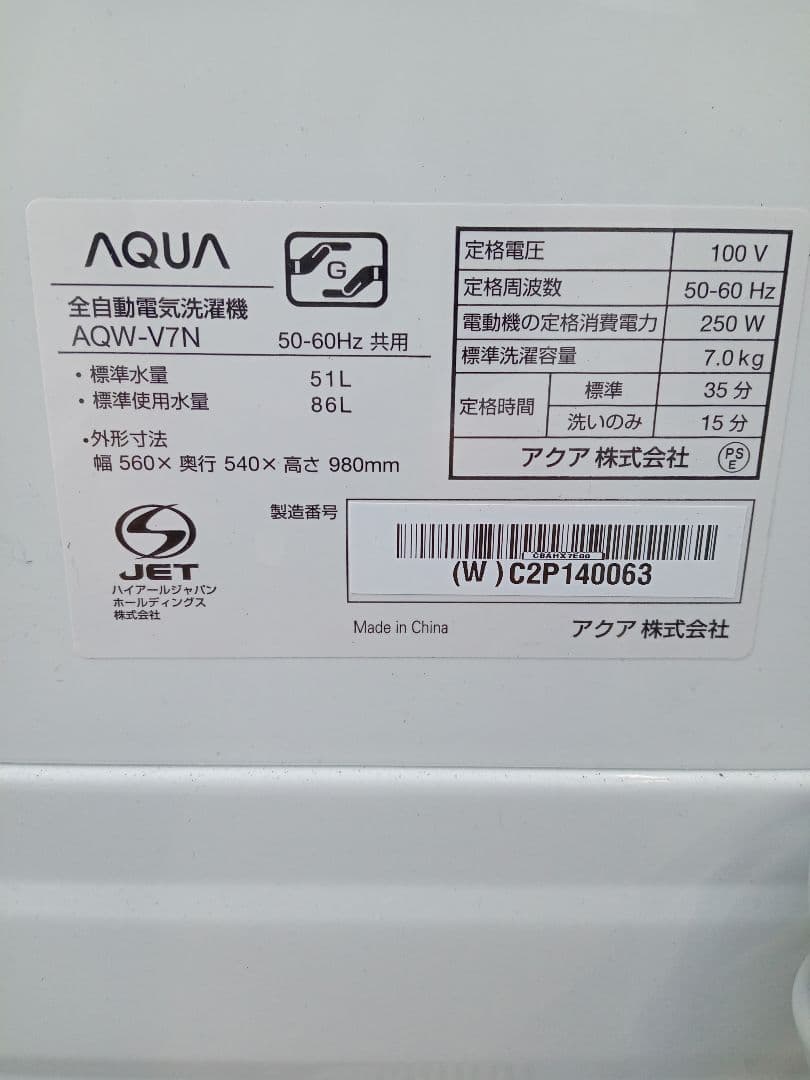 AQUA
G
全自動電気洗濯機
AQW-V7N
50-60Hz 共用
・標準水量 51L
・標準使用水量 86L
・外形寸法
幅 560× 奥行 540× 高さ 980mm
定格電圧 100 V
定格周波数 50-60 Hz
電動機の定格消費電力 250 W
標準洗濯容量 7.0kg
定格時間 標準 35 分
洗いのみ 15 分
アクア 株式会社 PSE
JET
ハイアールジャパン
ホールディングス
株式会社
製造番号
CBAHX7E00
(W)C2P140063
Made in China
アクア 株式会社